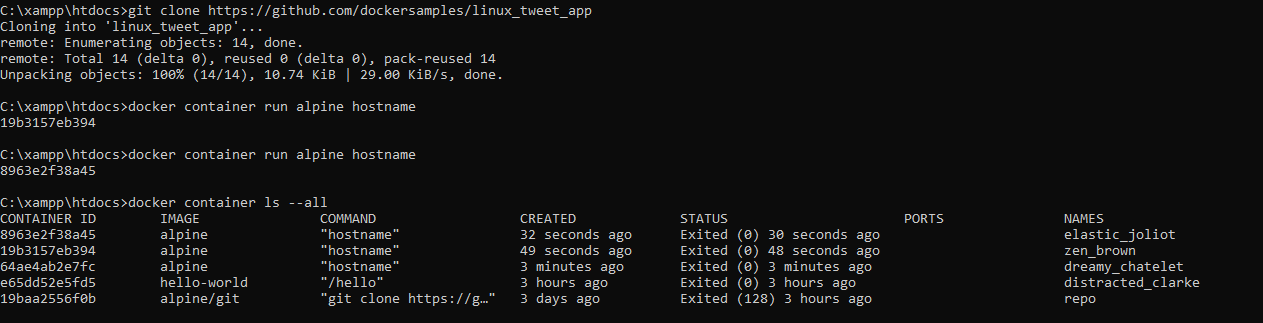 C:\xampp\htdocs>git clone https://github.com/dockersamples/linux_tweet_app
Cloning into 'linux_tweet_app'...
remote: Enumerating objects: 14, done.
remote: Total 14 (delta 0), reused 0 (delta 0), pack-reused 14
Unpacking objects: 100% (14/14), 10.74 KiB | 29.00 KiB/s, done.
C:\xampp\htdocs>docker container run alpine hostname
19b3157eb394
C:\xampp\htdocs>docker container run alpine hostname
8963e2f38a45
C:\xampp\htdocs>docker container ls --all
CONTAINER ID        IMAGE               COMMAND                  CREATED             STATUS                      PORTS               NAMES
8963e2f38a45        alpine              "hostname"               32 seconds ago      Exited (0) 30 seconds ago                       elastic_joliot
19b3157eb394        alpine              "hostname"               49 seconds ago      Exited (0) 48 seconds ago                       zen_brown
64ae4ab2e7fc        alpine              "hostname"               3 minutes ago       Exited (0) 3 minutes ago                        dreamy_chatelet
e65dd52e5fd5        hello-world         "/hello"                 3 hours ago         Exited (0) 3 hours ago                          distracted_clarke
19baa2556f0b        alpine/git          "git clone https://g…"   3 days ago          Exited (128) 3 hours ago                        repo